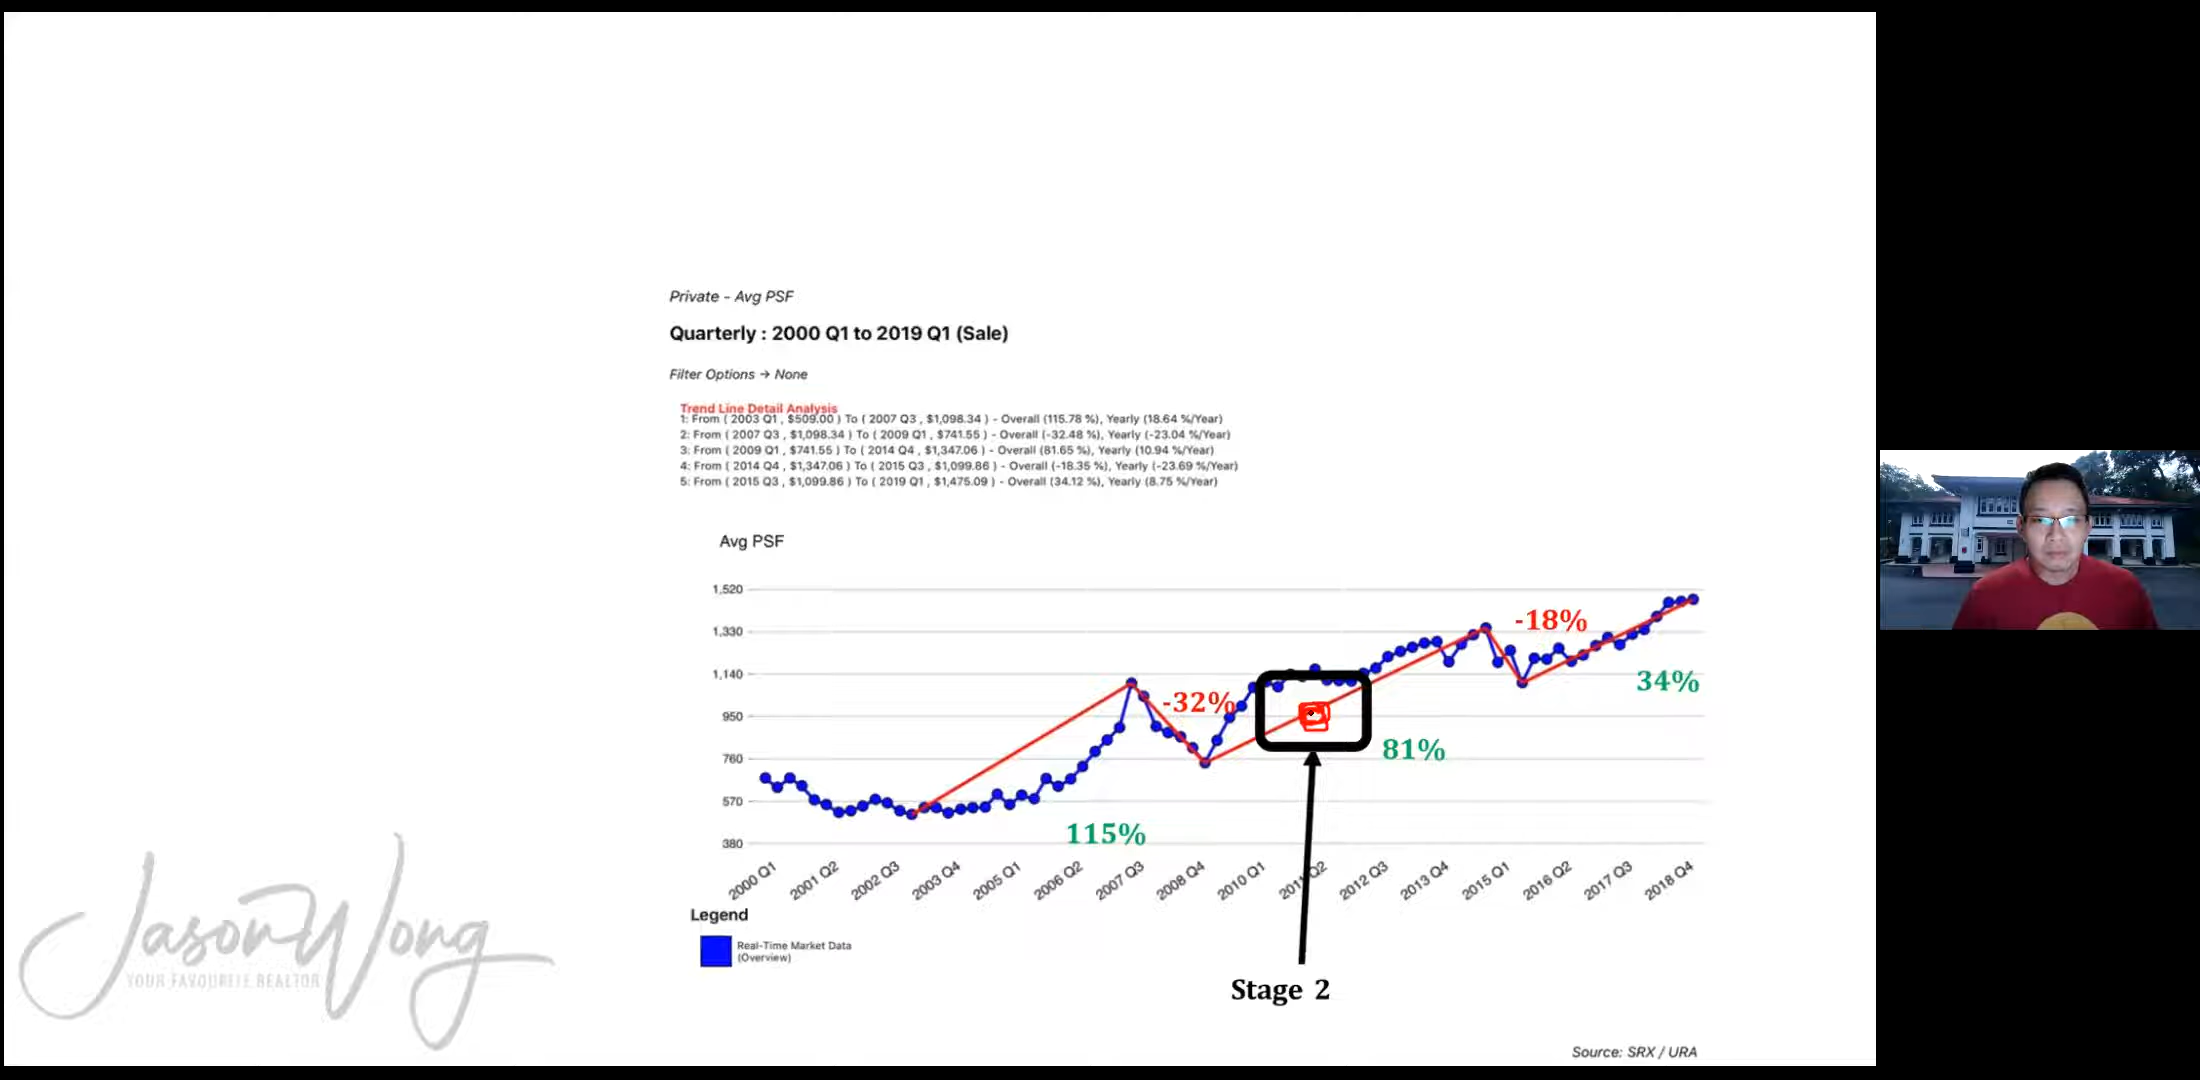 Private - Avg PSF
Quarterly : 2000 Q1 to 2019 Q1 (Sale)
Filter Options → None
Trend Line Detail Analysis
1: From ( 2003 Q1 , $509.00 ) To ( 2007 Q3 , $1,098.34 ) - Overall (115.78 %), Yearly (18.64 %/Year)
2: From ( 2007 Q3 , $1,098.34 ) To ( 2009 Q1 , $741.55 ) - Overall (-32.48 %), Yearly (-23.04 %/Year)
3: From ( 2009 Q1 , $741.55 ) To ( 2014 Q4 , $1,347.06 ) - Overall (81.65 %), Yearly (10.94 %/Year)
4: From ( 2014 Q4 , $1,347.06 ) To ( 2015 Q3 , $1,099.86 ) - Overall (-18.35 %), Yearly (-23.69 %/Year)
5: From ( 2015 Q3 , $1,099.86 ) To ( 2019 Q1 , $1,475.09 ) - Overall (34.12 %), Yearly (8.75 %/Year)
Avg PSF
1,520
1,330
1,140
950
760
570
380
-18%
34%
-32%
81%
115%
2000 Q1 2001 Q2 2002 Q3 2003 Q4 2005 Q1 2006 Q2 2007 Q3 2008 Q4 2010 Q1 2011 Q2 2012 Q3 2013 Q4 2015 Q1 2016 Q2 2017 Q3 2018 Q4
Legend
Real-Time Market Data
(Overview)
Stage 2
Jason Wong
YOUR FAVOURITE REALTOR
Source: SRX / URA